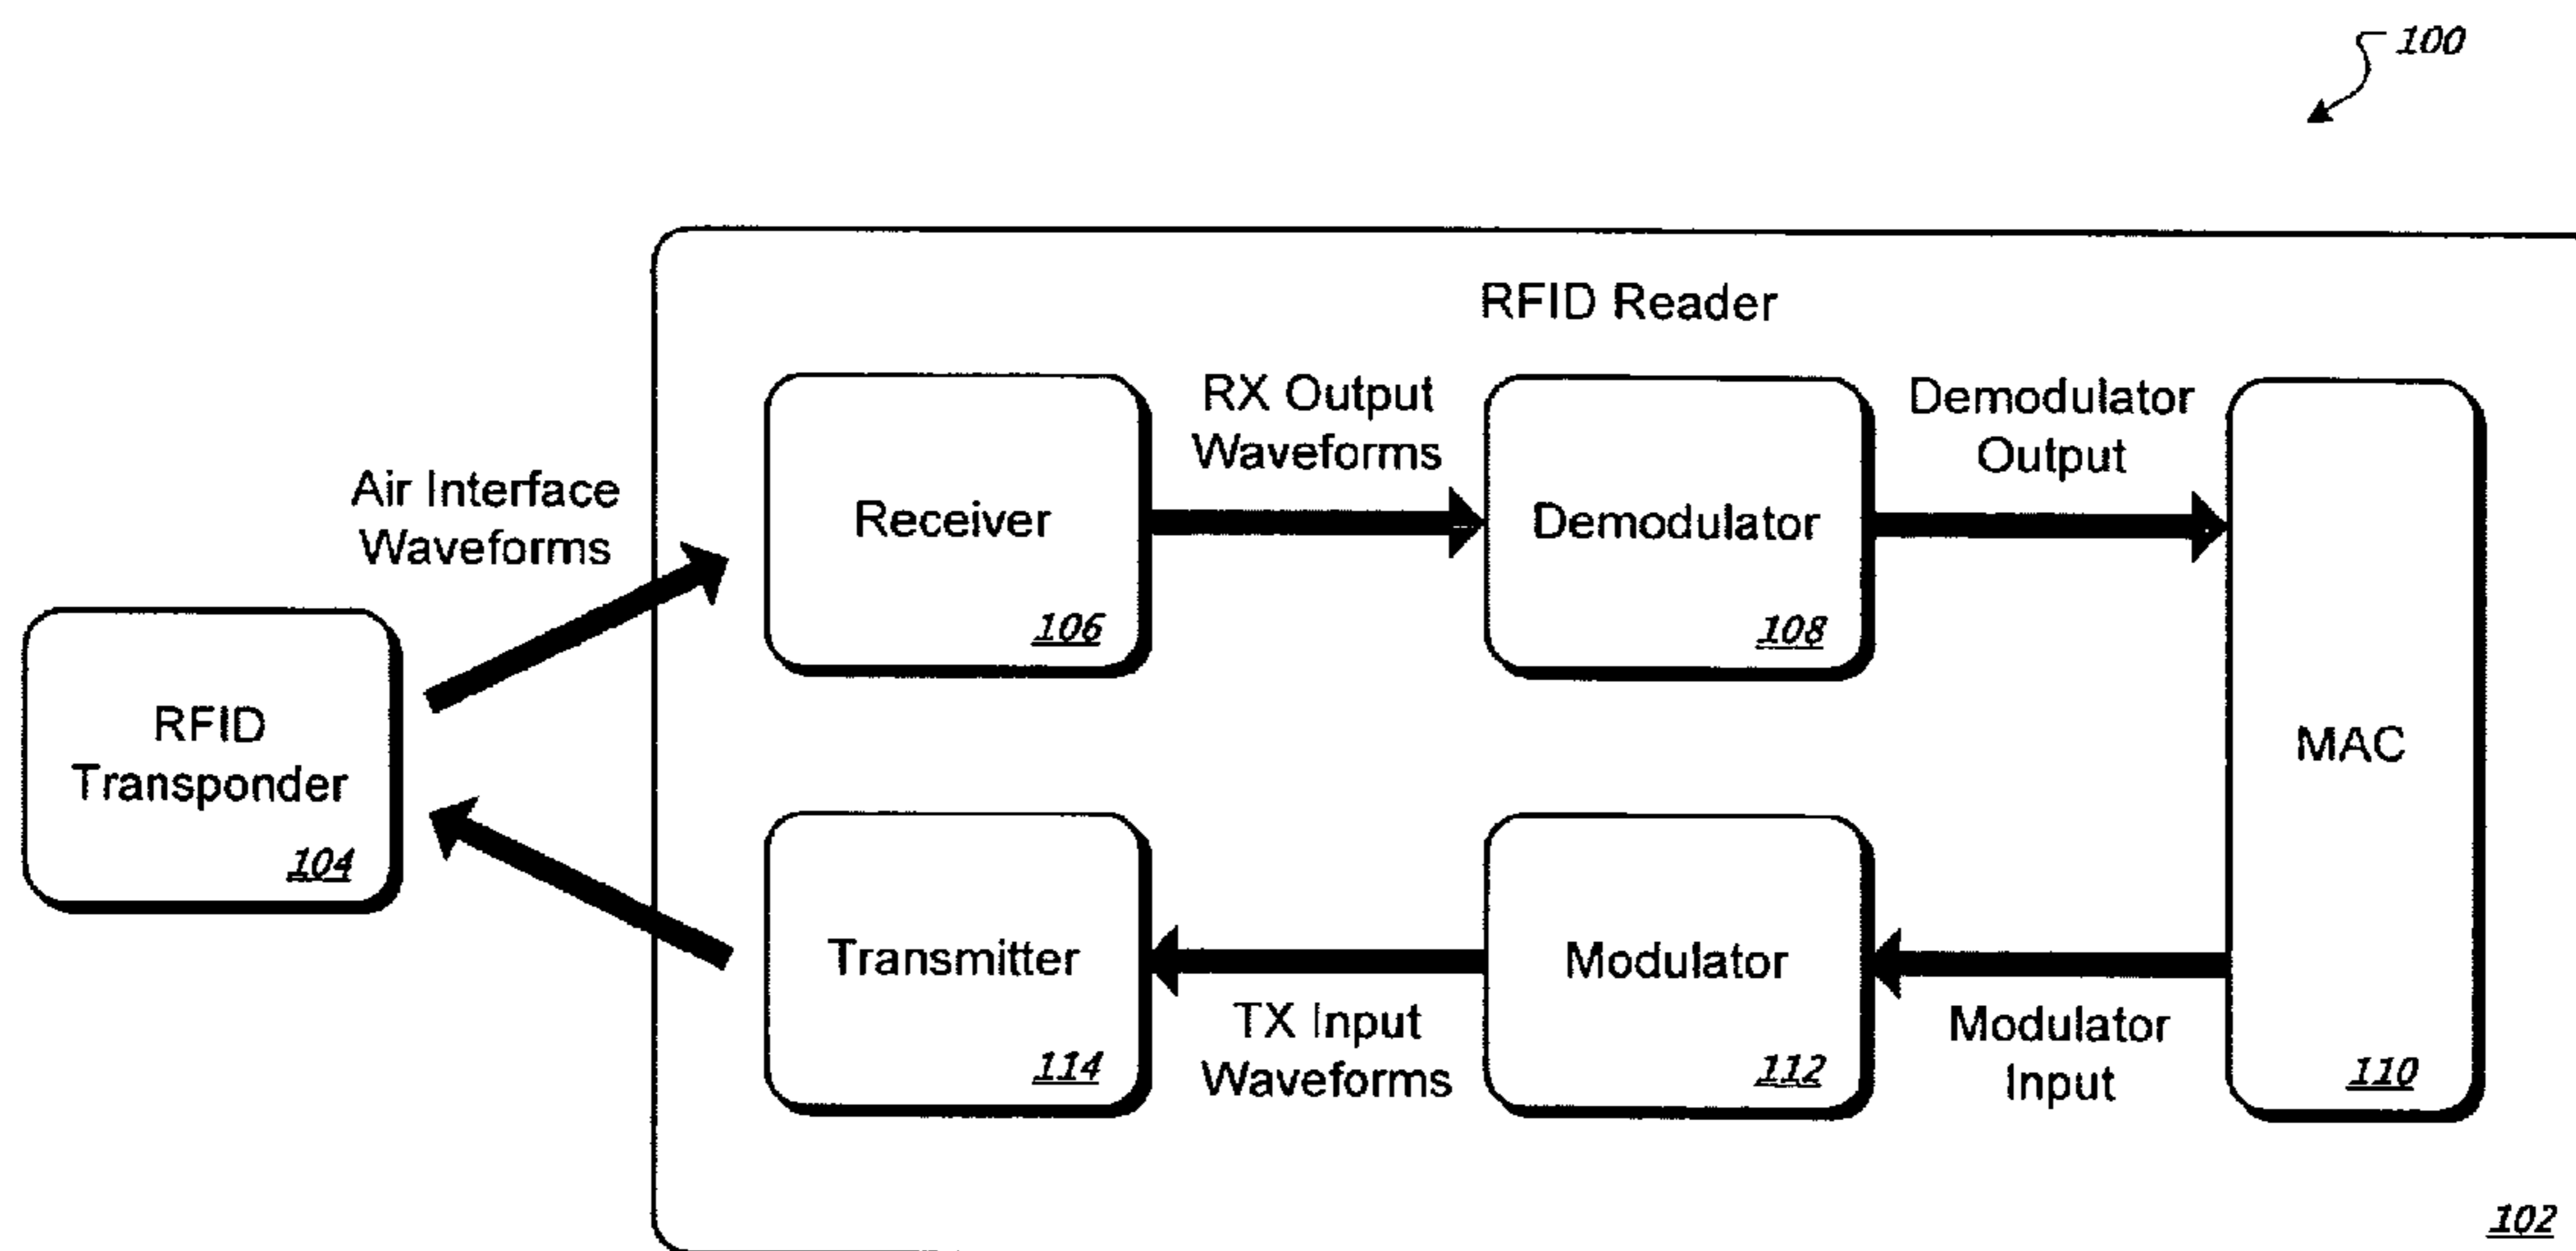 100
RFID Reader
RX Output
Waveforms
Demodulator
Output
Air Interface
Waveforms
Receiver
106
Demodulator
108
MAC
110
RFID
Transponder
104
Transmitter
114
TX Input
Waveforms
Modulator
112
Modulator
Input
102